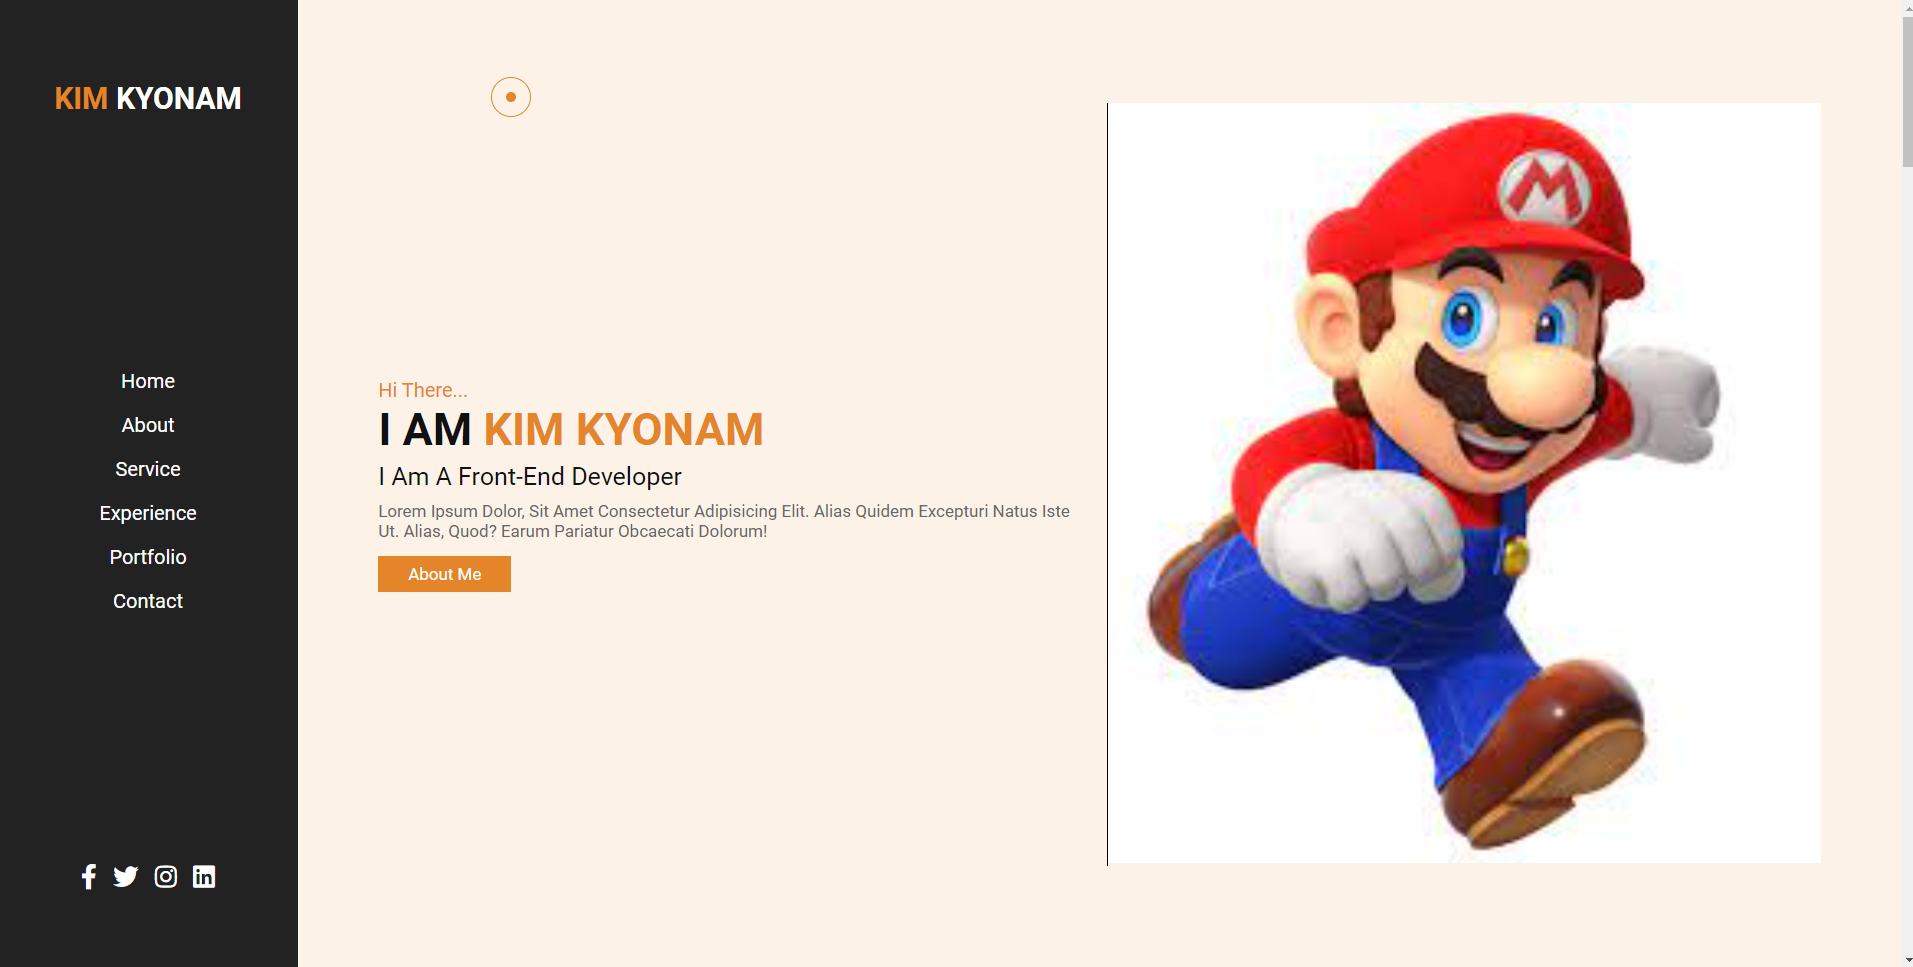 KIM KYONAM
Home
About
Service
Experience
Portfolio
Contact
Hi There...
I AM KIM KYONAM
I Am A Front-End Developer
Lorem Ipsum Dolor, Sit Amet Consectetur Adipisicing Elit. Alias Quidem Excepturi Natus Iste
Ut. Alias, Quod? Earum Pariatur Obcaecati Dolorum!
About Me
M